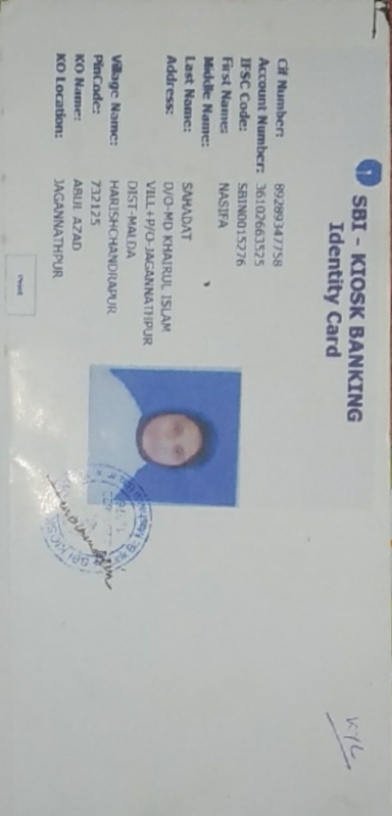 SBI - KIOSK BANKING
Identity Card
Cif Number: 89289347758
Account Number: 36102663525
IFSC Code: SBIN0015276
First Name: NASIFA
Middle Name:
Last Name: SAHADAT
Address: D/O-MD KHAIRUL ISLAM
VILL+P/O-JAGANNATHPUR
DIST-MALDA
Village Name: HARISHCHANDRAPUR
PinCode: 732125
KO Name: ABUL AZAD
KO Location: JAGANNATHPUR
Print
KYC